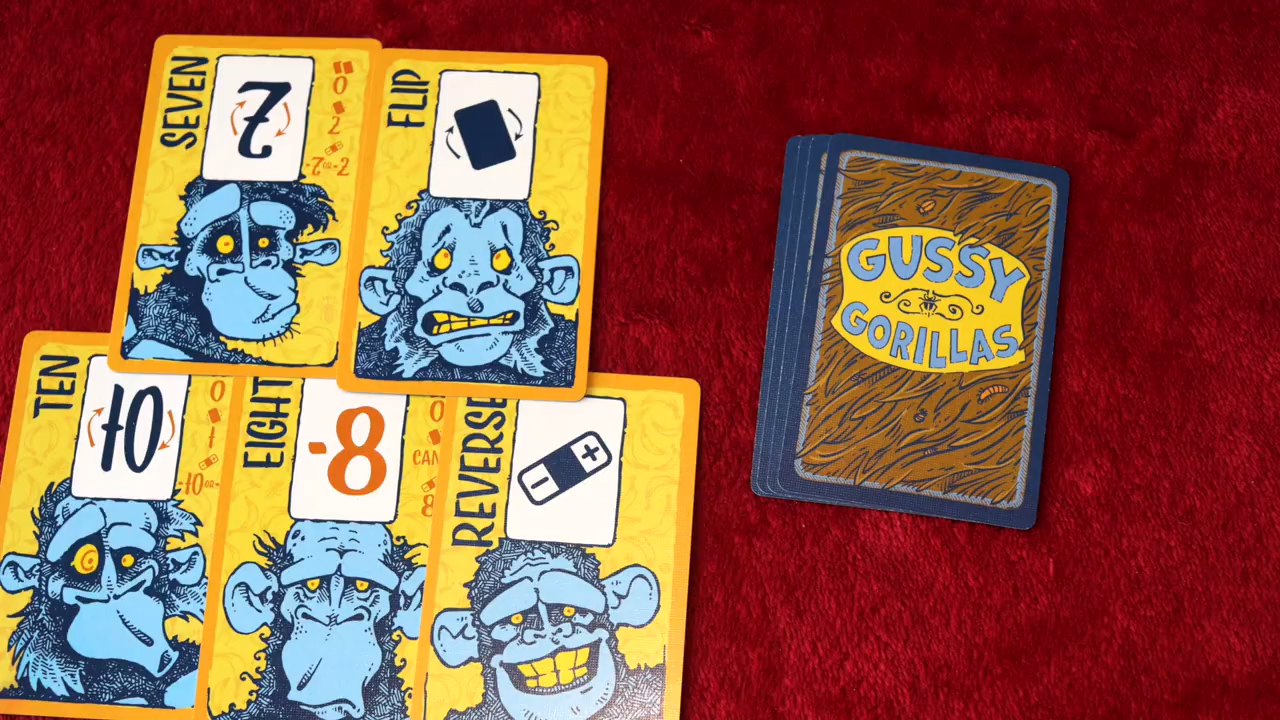 SEVEN
7
0
2
-7 OR -2
FLIP
GUSSY
GORILLAS
TEN
10
0
1
-10 OR -
EIGHT
-8
0
CAN
8
REVERSE
- +